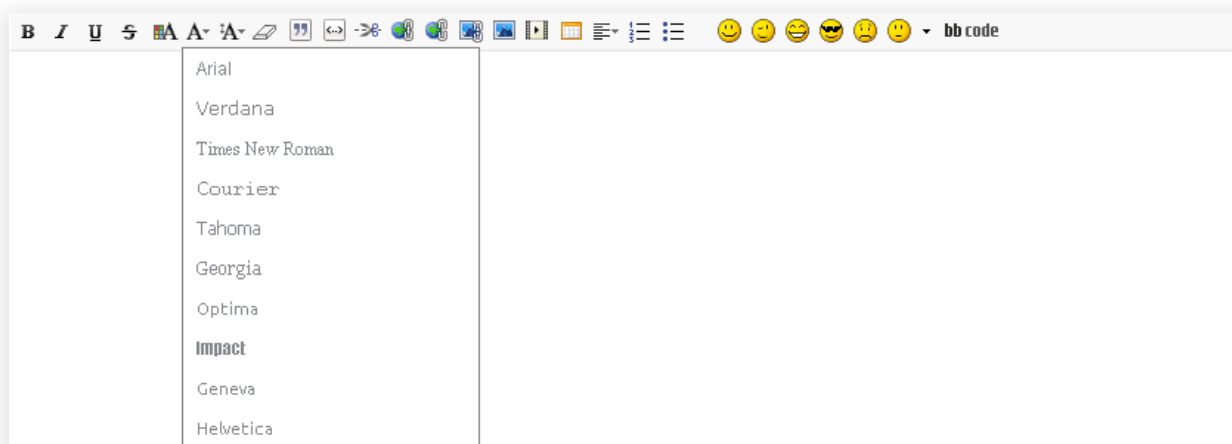 B I U S A A A bb code
Arial
Verdana
Times New Roman
Courier
Tahoma
Georgia
Optima
Impact
Geneva
Helvetica